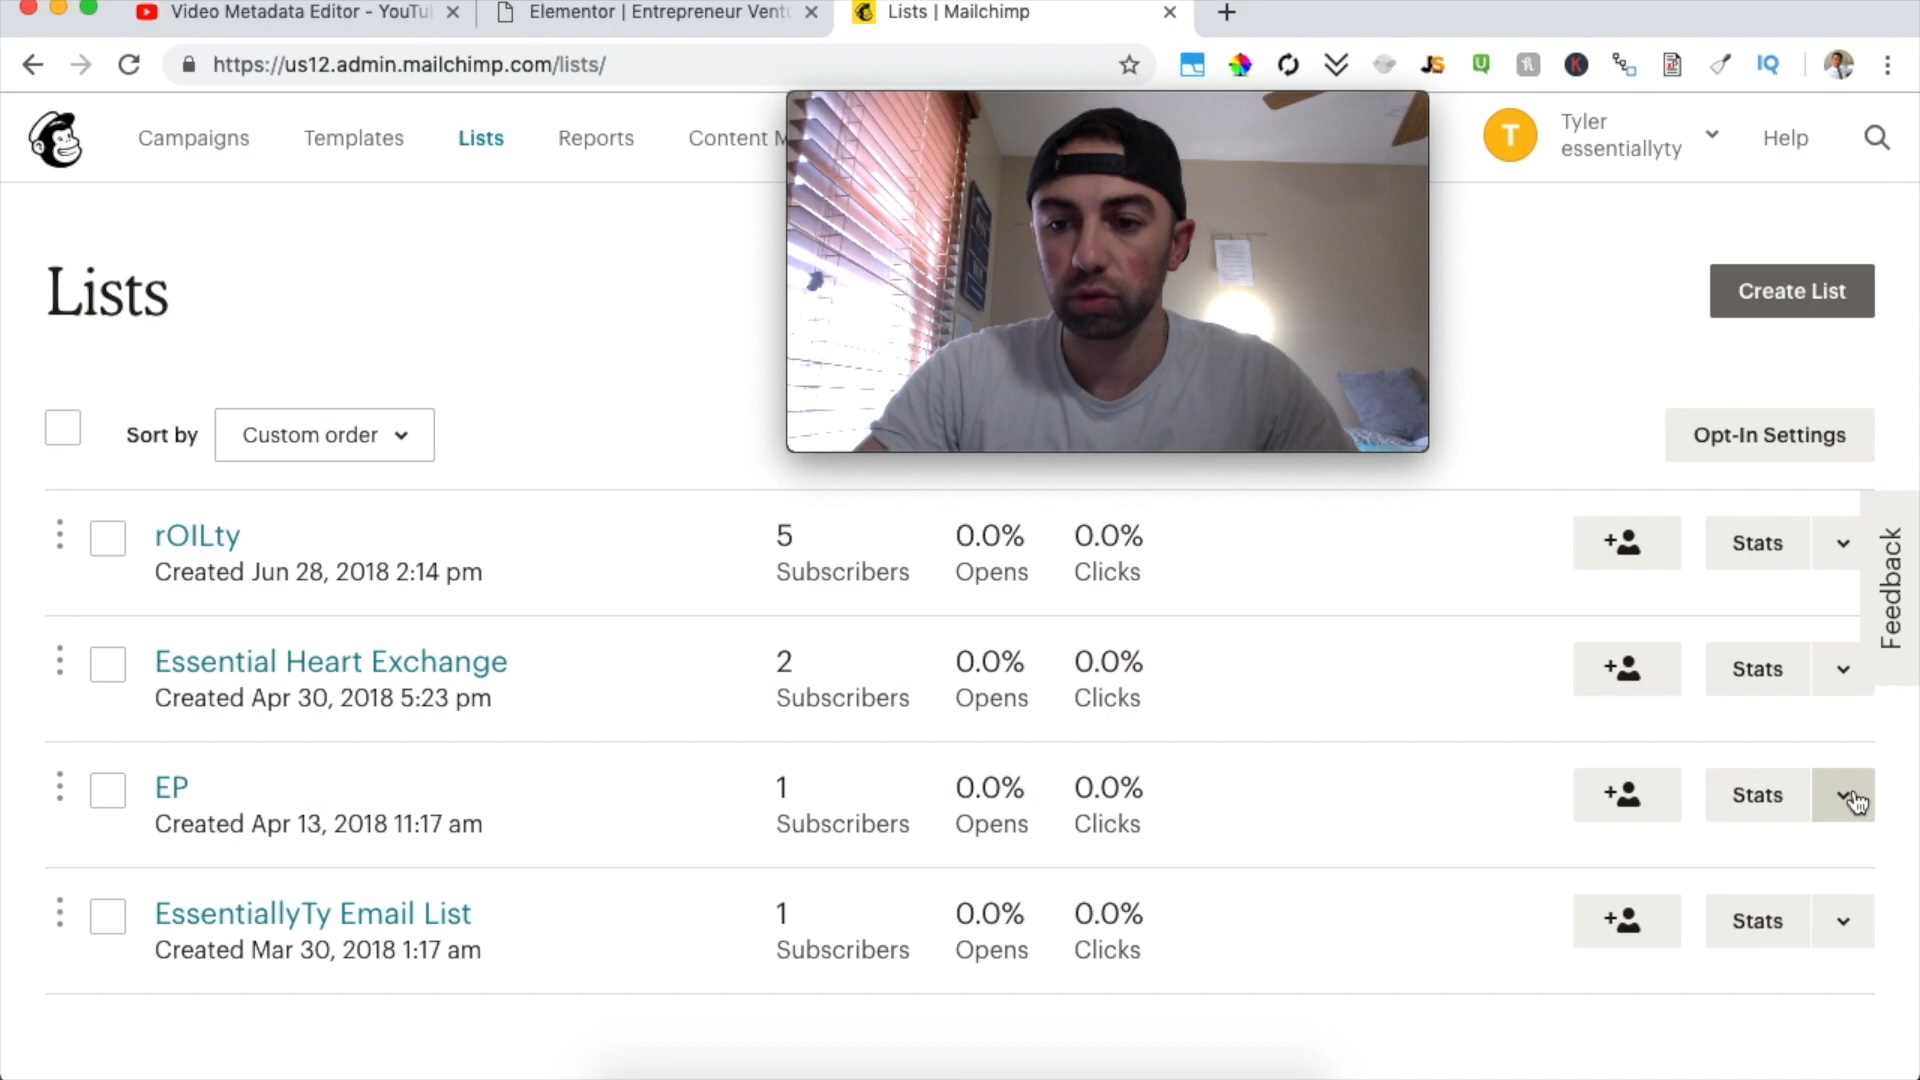 Video Metadata Editor - YouTu
Elementor | Entrepreneur Ventu
Lists | Mailchimp
https://us12.admin.mailchimp.com/lists/
JS
U
h
K
IQ
Campaigns
Templates
Lists
Reports
Content M
T
Tyler
essentiallyty
Help
Lists
Create List
Sort by
Custom order
Opt-In Settings
rOILty
5
0.0%
0.0%
Stats
Created Jun 28, 2018 2:14 pm
Subscribers
Opens
Clicks
Feedback
Essential Heart Exchange
2
0.0%
0.0%
Stats
Created Apr 30, 2018 5:23 pm
Subscribers
Opens
Clicks
EP
1
0.0%
0.0%
Stats
Created Apr 13, 2018 11:17 am
Subscribers
Opens
Clicks
EssentiallyTy Email List
1
0.0%
0.0%
Stats
Created Mar 30, 2018 1:17 am
Subscribers
Opens
Clicks